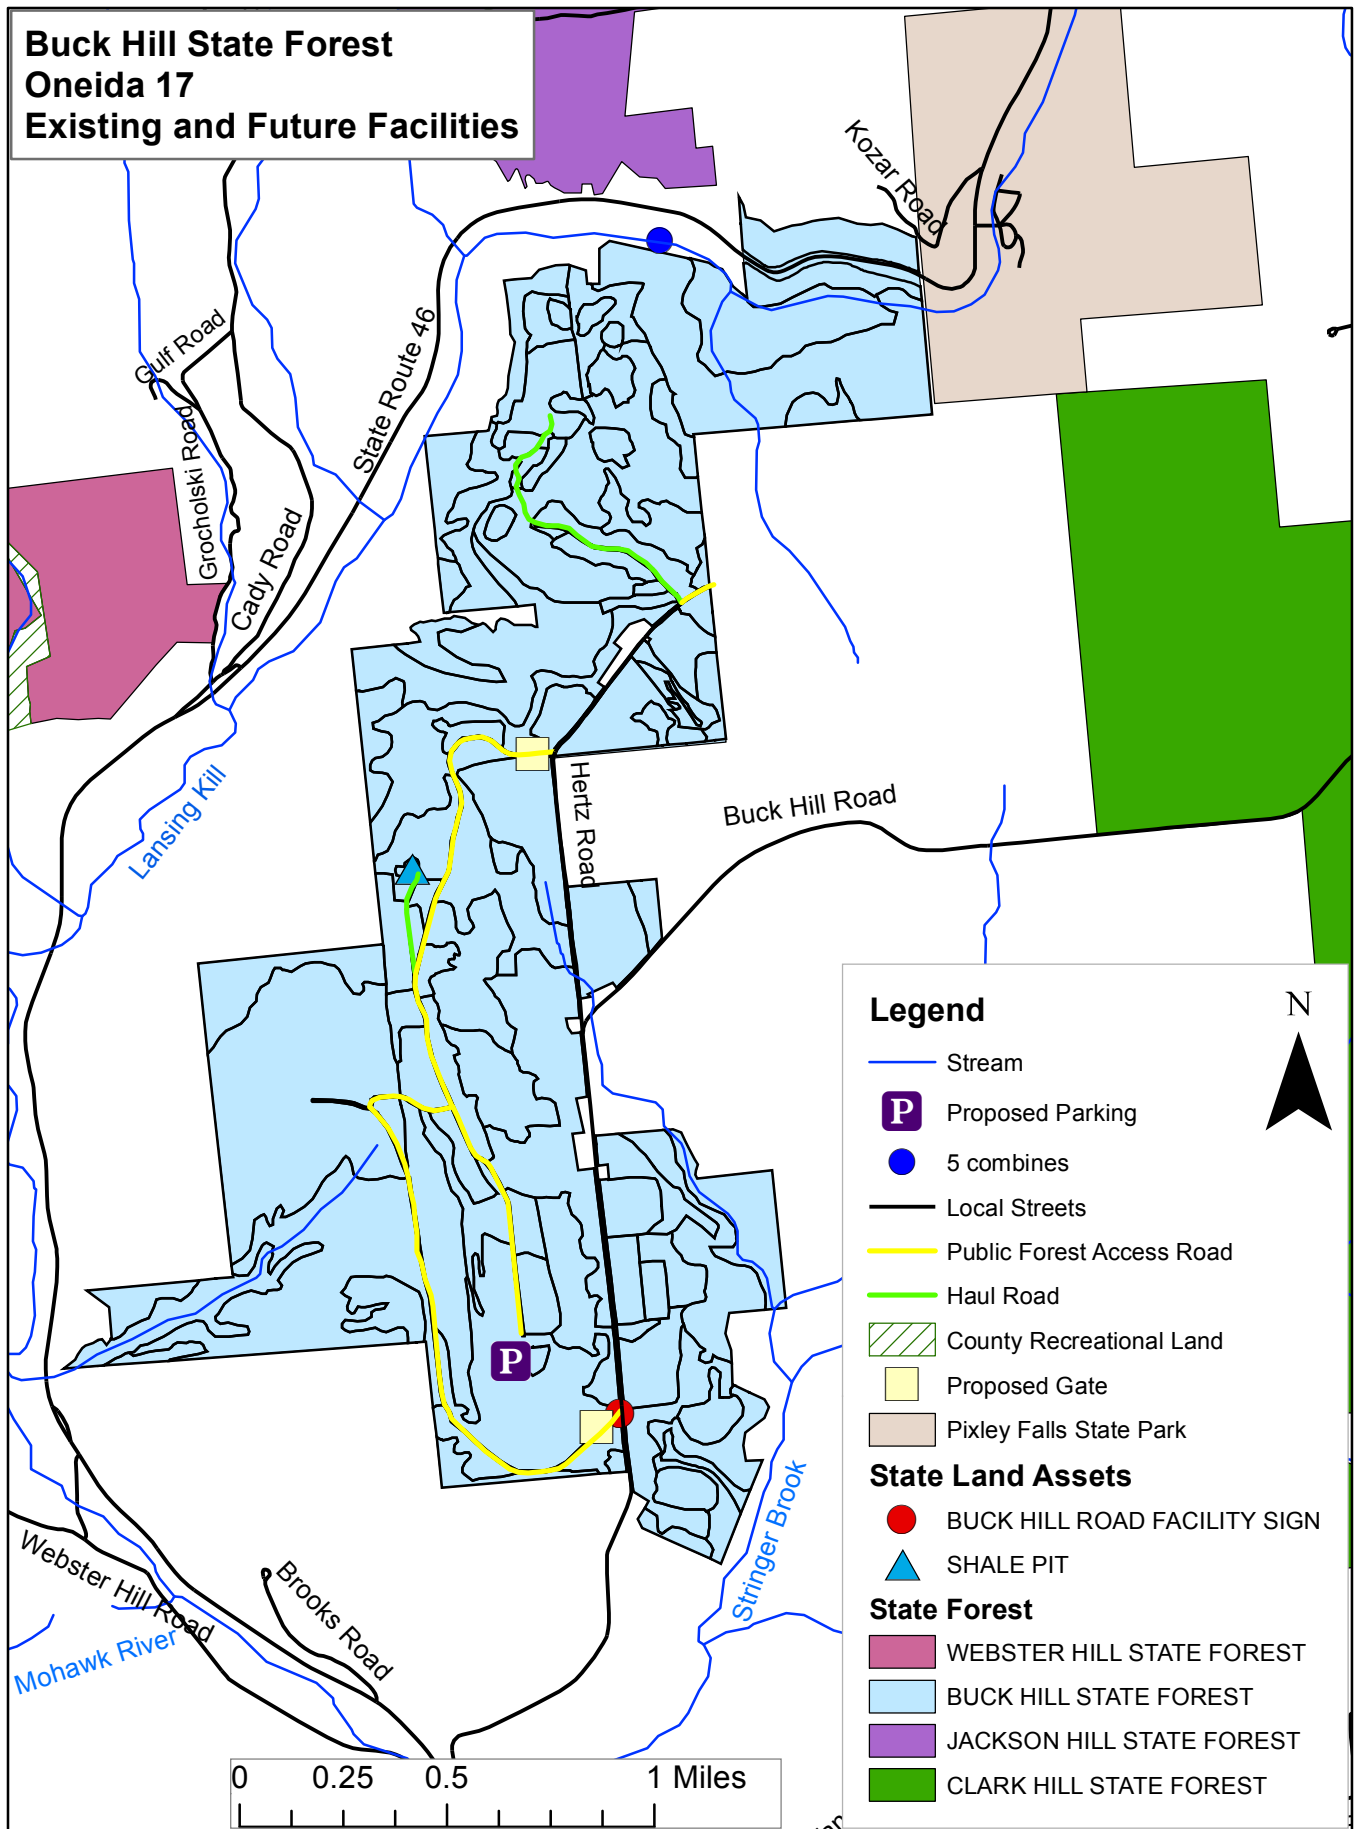 Buck Hill State Forest
Oneida 17
Existing and Future Facilities
Kozar Road
Gulf Road
State Route 46
Grocholski Road
Cady Road
Hertz Road
Buck Hill Road
Lansing Kill
Legend
N
Stream
P Proposed Parking
5 combines
Local Streets
Public Forest Access Road
Haul Road
County Recreational Land
Proposed Gate
Pixley Falls State Park
State Land Assets
BUCK HILL ROAD FACILITY SIGN
SHALE PIT
State Forest
WEBSTER HILL STATE FOREST
BUCK HILL STATE FOREST
JACKSON HILL STATE FOREST
CLARK HILL STATE FOREST
P
Stringer Brook
Webster Hill Road
Brooks Road
Mohawk River
0 0.25 0.5 1 Miles